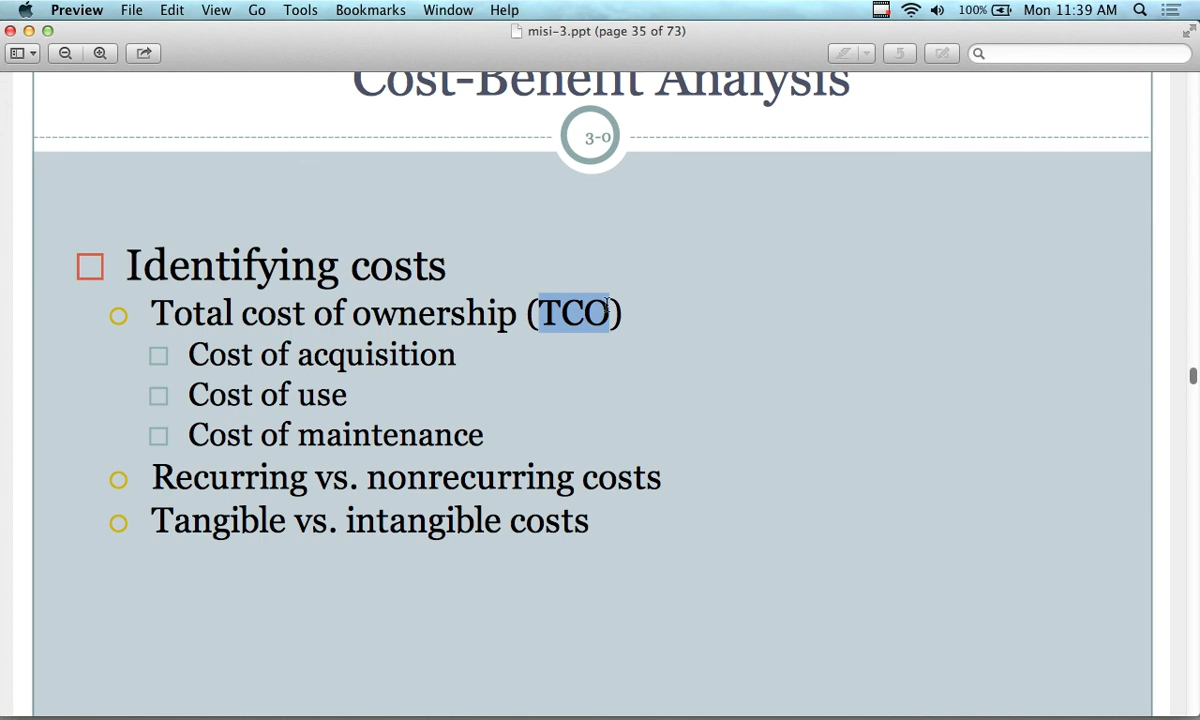 Preview File Edit View Go Tools Bookmarks Window Help 100% Mon 11:39 AM
misi-3.ppt (page 35 of 73)
Cost-Benefit Analysis
3-0
Identifying costs
Total cost of ownership (TCO)
Cost of acquisition
Cost of use
Cost of maintenance
Recurring vs. nonrecurring costs
Tangible vs. intangible costs